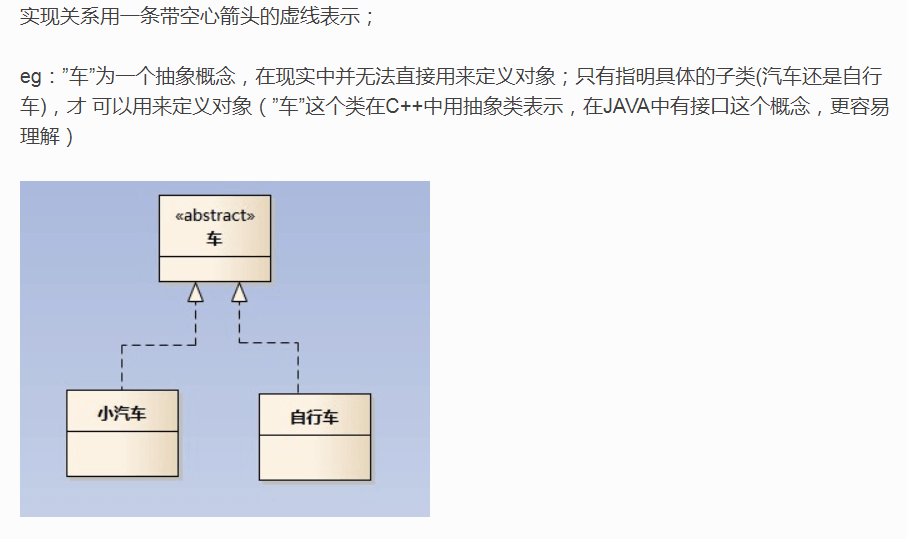 实现关系用一条带空心箭头的虚线表示；
eg：”车”为一个抽象概念，在现实中并无法直接用来定义对象；只有指明具体的子类(汽车还是自行
车)，才 可以用来定义对象（”车”这个类在C++中用抽象类表示，在JAVA中有接口这个概念，更容易
理解）
«abstract»
车
小汽车
自行车